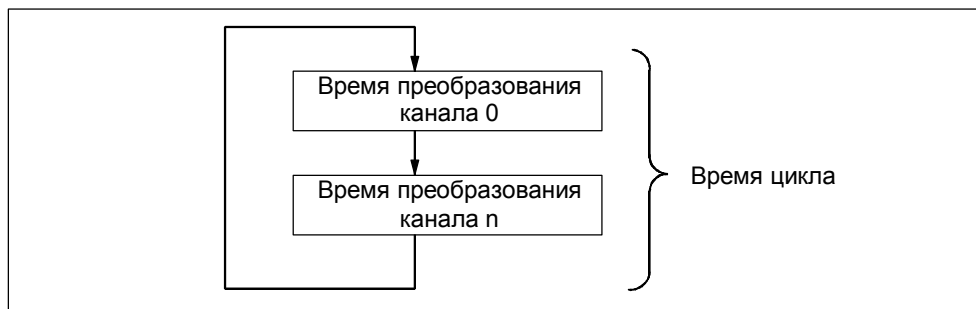 Время преобразования
канала 0
Время преобразования
канала n
Время цикла